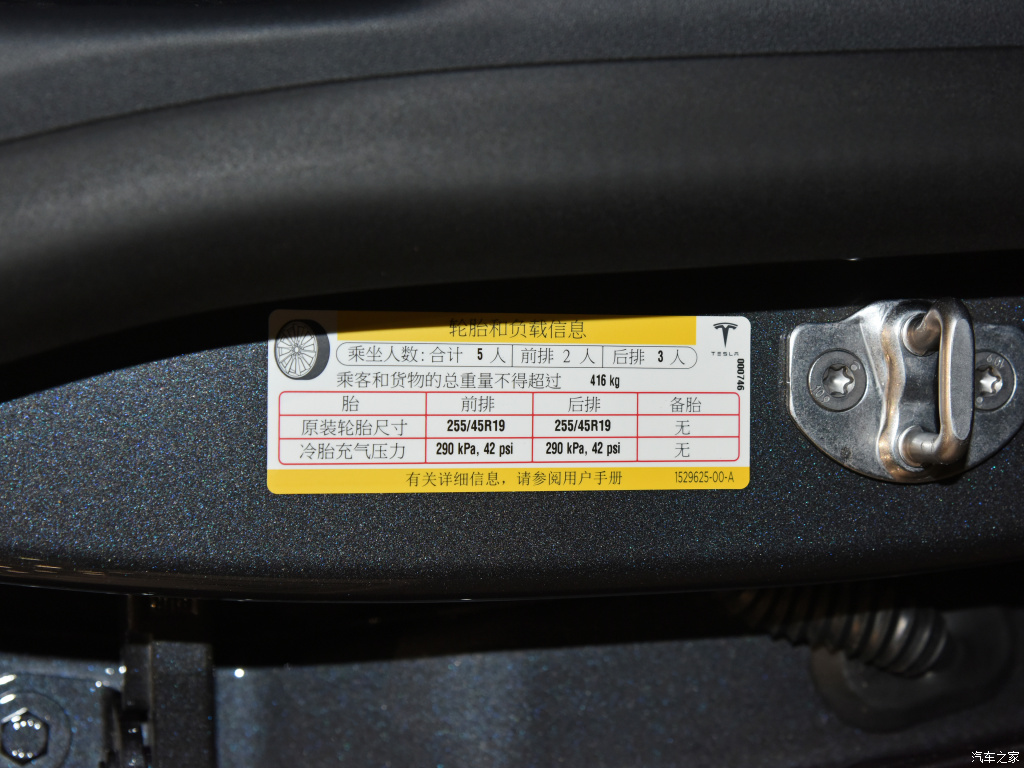 轮胎和负载信息
乘坐人数: 合计 5 人 前排 2 人 后排 3 人
TESLA
000746
乘客和货物的总重量不得超过 416 kg
胎 前排 后排 备胎
原装轮胎尺寸 255/45R19 255/45R19 无
冷胎充气压力 290 kPa, 42 psi 290 kPa, 42 psi 无
有关详细信息，请参阅用户手册 1529625-00-A
汽车之家